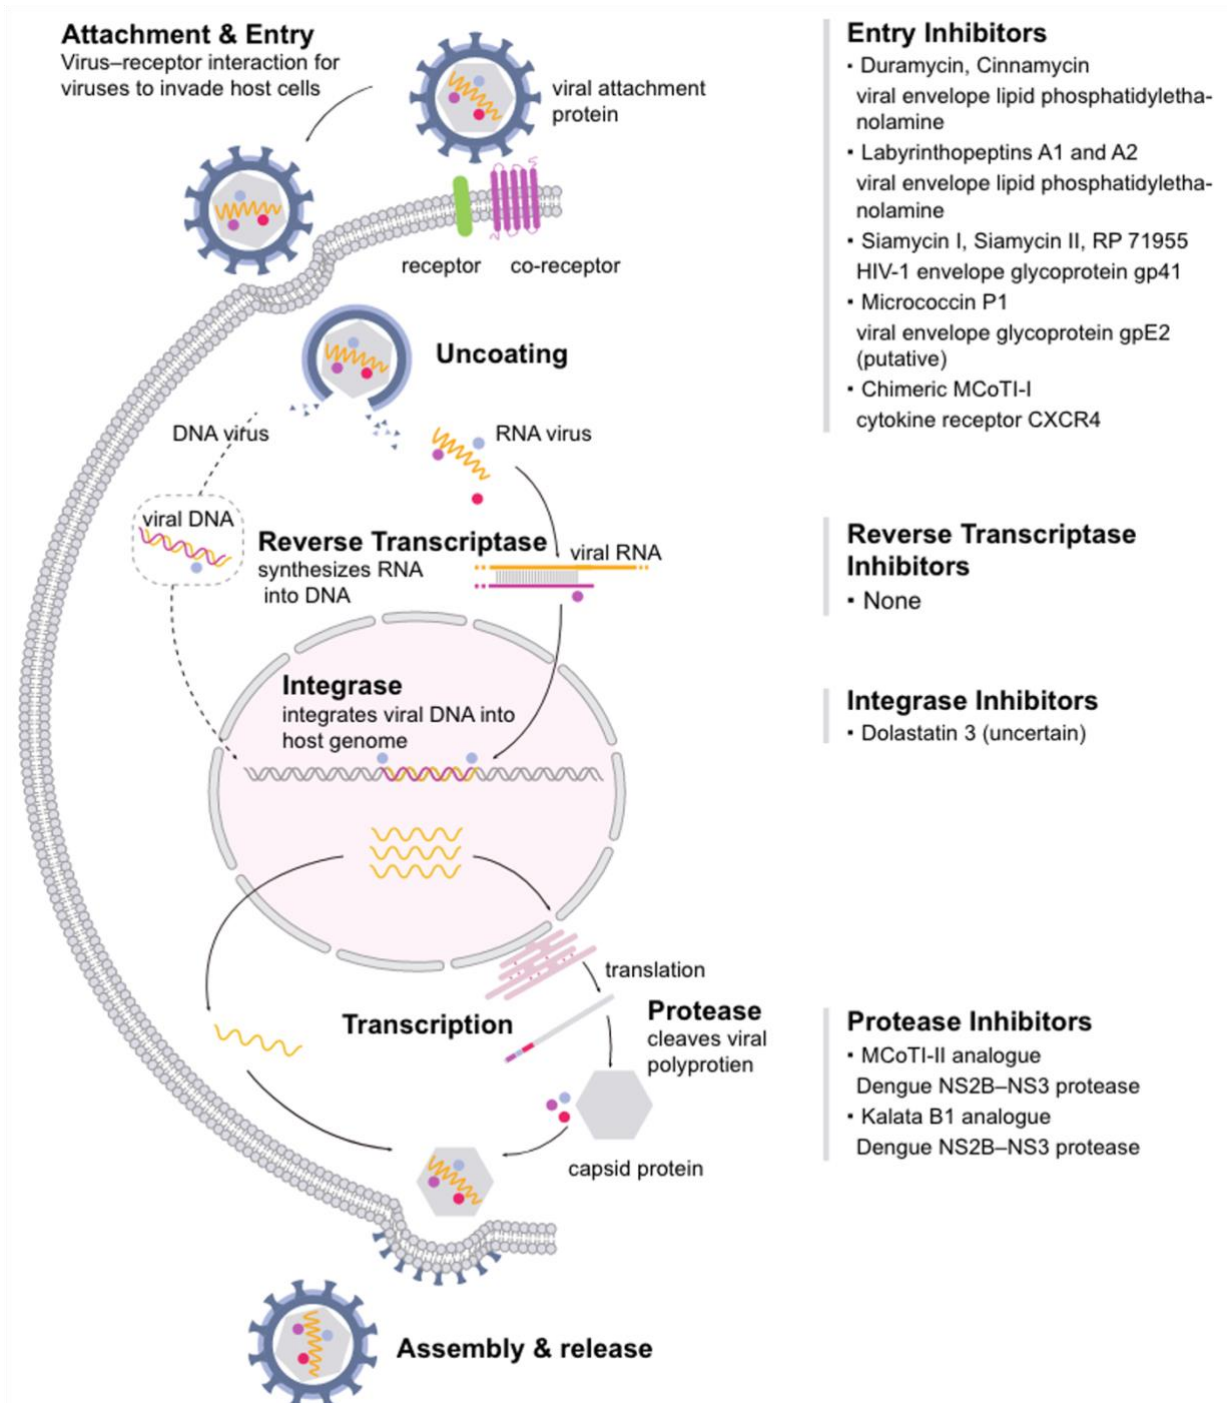 Attachment & Entry
Virus–receptor interaction for
viruses to invade host cells
viral attachment
protein
receptor
co-receptor
Uncoating
DNA virus
RNA virus
viral DNA
Reverse Transcriptase
synthesizes RNA
into DNA
viral RNA
Integrase
integrates viral DNA into
host genome
translation
Transcription
Protease
cleaves viral
polyprotien
capsid protein
Assembly & release
Entry Inhibitors
▪ Duramycin, Cinnamycin
viral envelope lipid phosphatidyletha-
nolamine
▪ Labyrinthopeptins A1 and A2
viral envelope lipid phosphatidyletha-
nolamine
▪ Siamycin I, Siamycin II, RP 71955
HIV-1 envelope glycoprotein gp41
▪ Micrococcin P1
viral envelope glycoprotein gpE2
(putative)
▪ Chimeric MCoTI-I
cytokine receptor CXCR4
Reverse Transcriptase
Inhibitors
▪ None
Integrase Inhibitors
▪ Dolastatin 3 (uncertain)
Protease Inhibitors
▪ MCoTI-II analogue
Dengue NS2B–NS3 protease
▪ Kalata B1 analogue
Dengue NS2B–NS3 protease